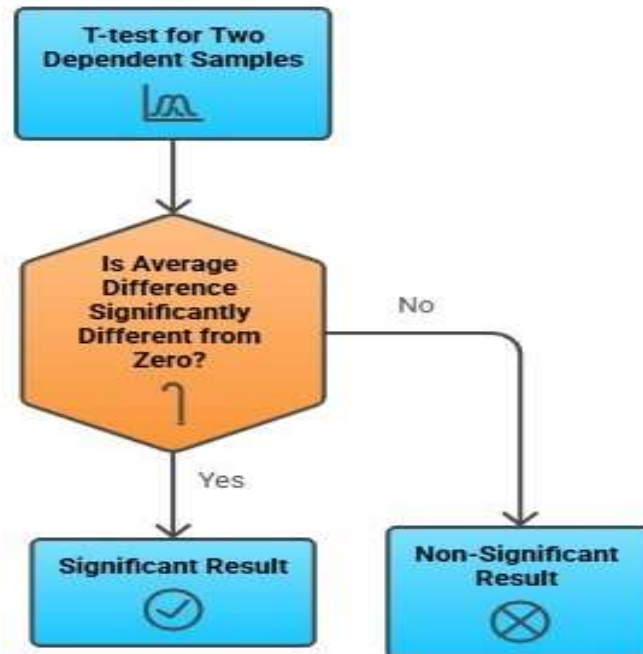 T-test for Two
Dependent Samples
Is Average
Difference
Significantly
Different from
Zero?
No
Yes
Significant Result
Non-Significant
Result